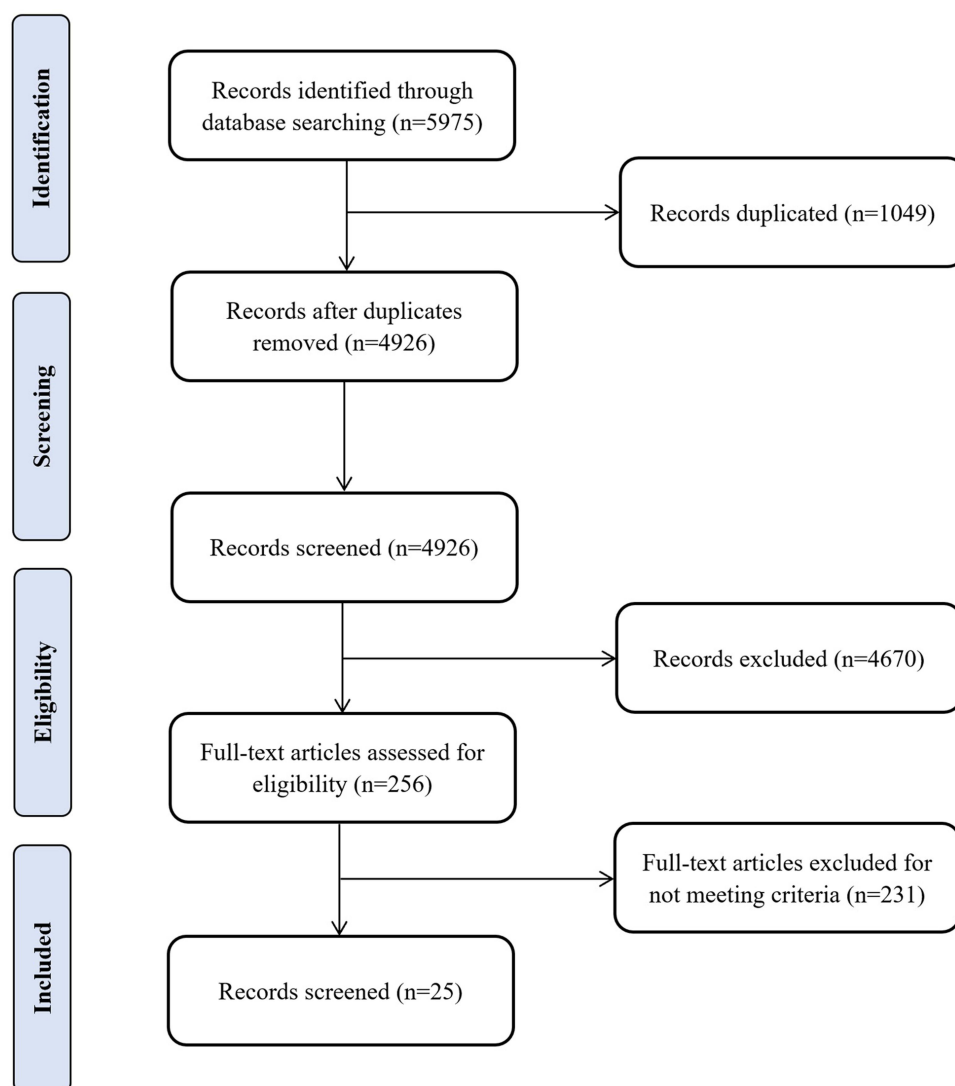 Identification
Records identified through
database searching (n=5975)
Records duplicated (n=1049)
Records after duplicates
removed (n=4926)
Screening
Records screened (n=4926)
Records excluded (n=4670)
Eligibility
Full-text articles assessed for
eligibility (n=256)
Full-text articles excluded for
not meeting criteria (n=231)
Included
Records screened (n=25)